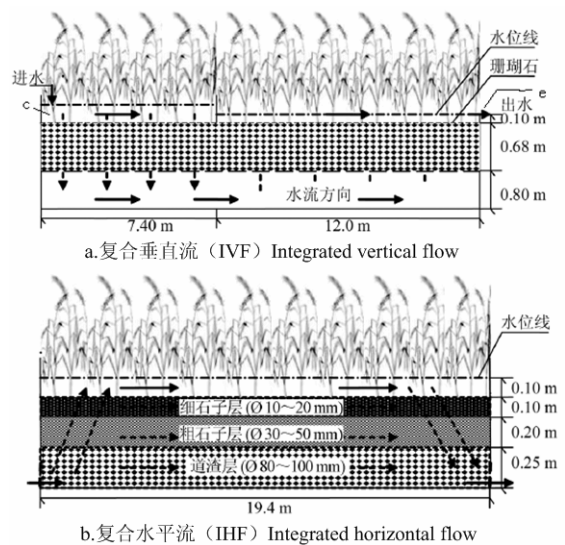 水位线
珊瑚石
进水
c
e
出水
0.10 m
0.68 m
水流方向
0.80 m
7.40 m
12.0 m
a.复合垂直流（IVF）Integrated vertical flow
水位线
0.10 m
细石子层(Ø 10～20 mm)
0.10 m
粗石子层(Ø 30～50 mm)
0.20 m
道渣层(Ø 80～100 mm)
0.25 m
19.4 m
b.复合水平流（IHF）Integrated horizontal flow